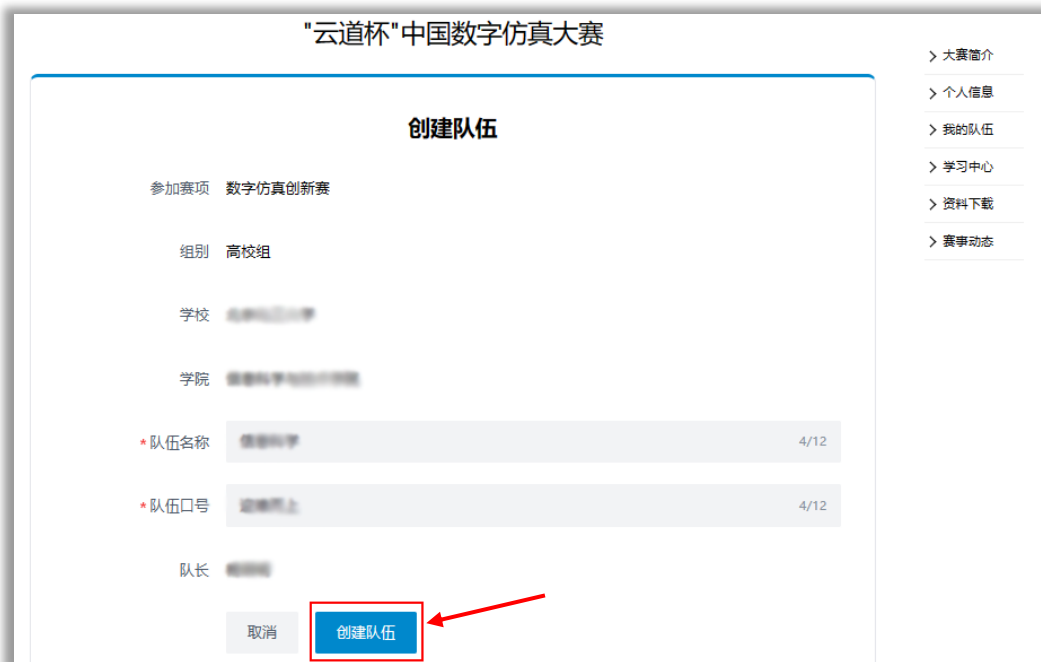 "云道杯"中国数字仿真大赛
创建队伍
参加赛项 数字仿真创新赛
组别 高校组
学校
学院
*队伍名称 4/12
*队伍口号 4/12
队长
取消 创建队伍
大赛简介
个人信息
我的队伍
学习中心
资料下载
赛事动态